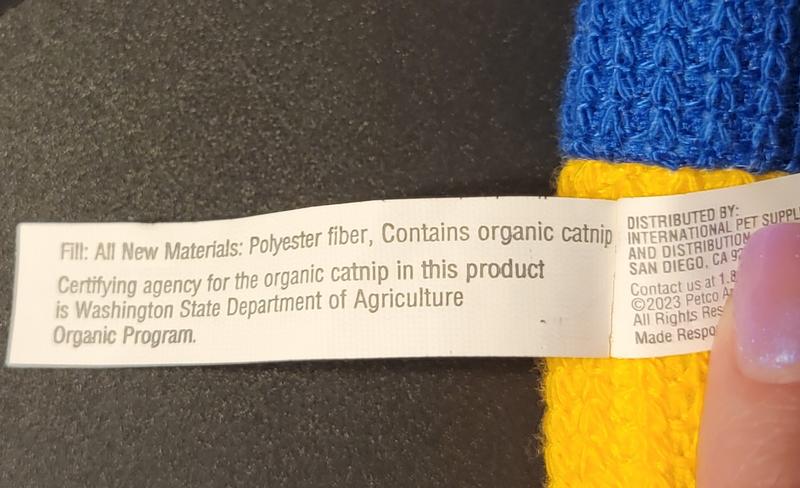 Fill: All New Materials: Polyester fiber, Contains organic catnip
Certifying agency for the organic catnip in this product
is Washington State Department of Agriculture
Organic Program.
DISTRIBUTED BY:
INTERNATIONAL PET
AND DISTRIBUTION
SAN DIEGO, CA
Contact us at
©2023 Petco
All Rights
Made